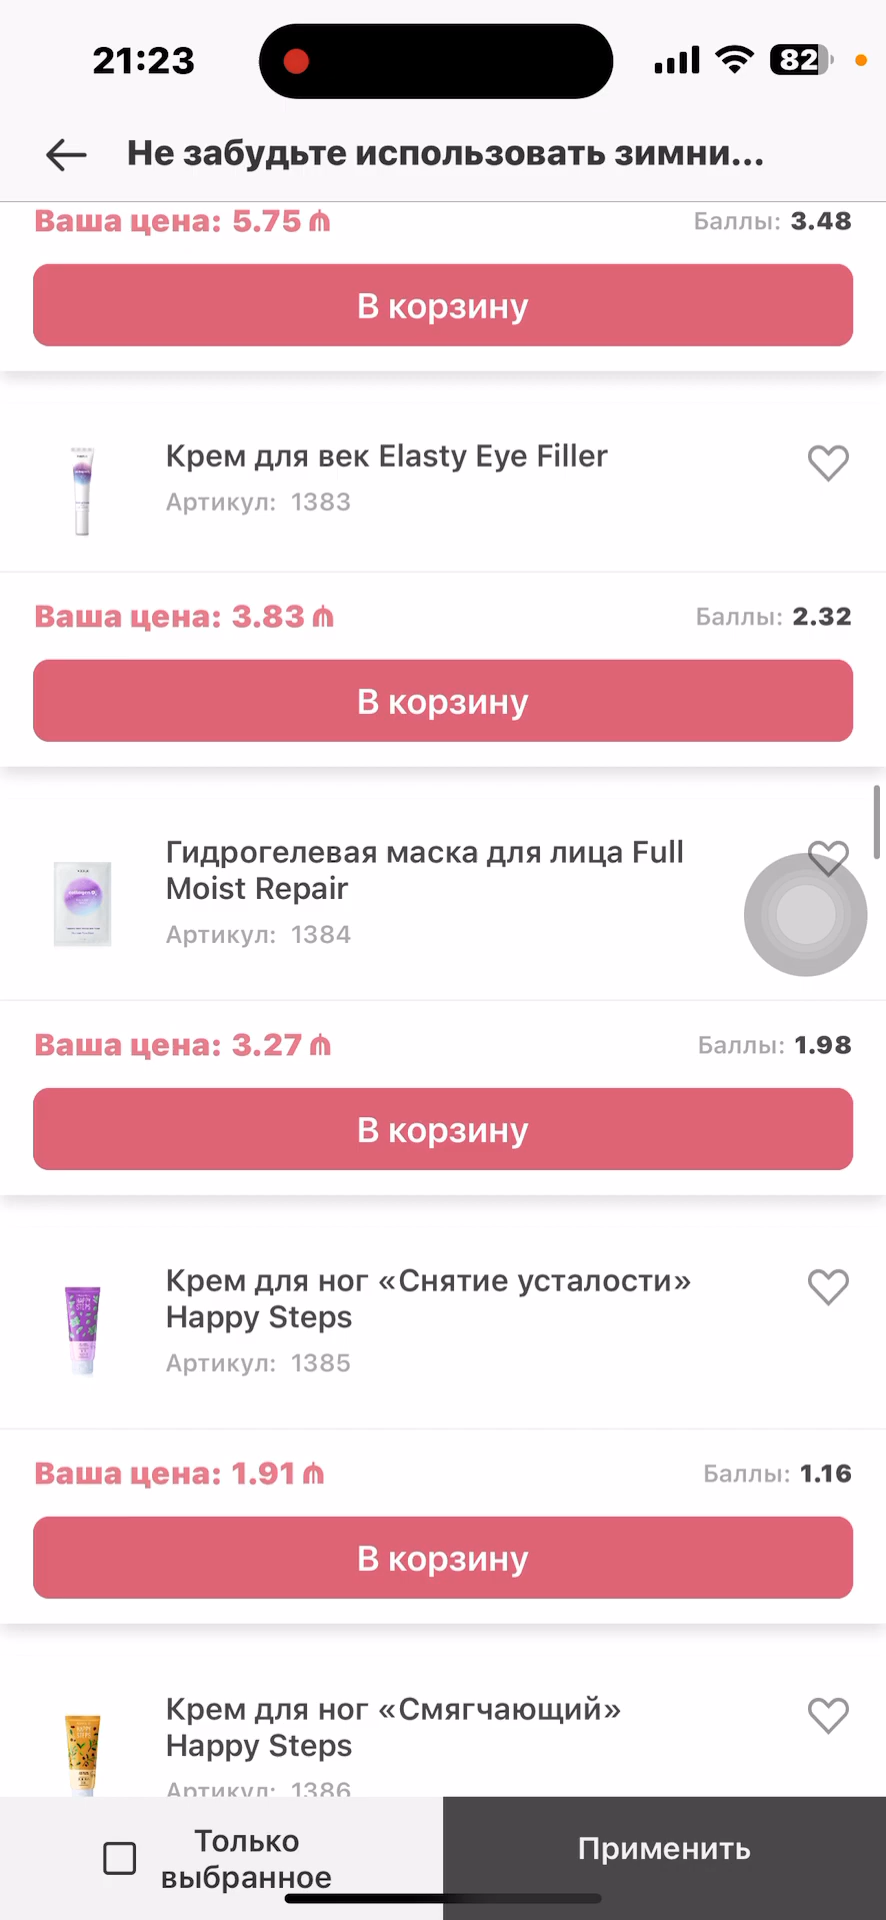 21:23
82
Не забудьте использовать зимни...
Ваша цена: 5.75 ₼
Баллы: 3.48
В корзину
Крем для век Elasty Eye Filler
Артикул: 1383
Ваша цена: 3.83 ₼
Баллы: 2.32
В корзину
Гидрогелевая маска для лица Full
Moist Repair
Артикул: 1384
Ваша цена: 3.27 ₼
Баллы: 1.98
В корзину
Крем для ног «Снятие усталости»
Happy Steps
Артикул: 1385
Ваша цена: 1.91 ₼
Баллы: 1.16
В корзину
Крем для ног «Смягчающий»
Happy Steps
Артикул: 1386
Только
выбранное
Применить